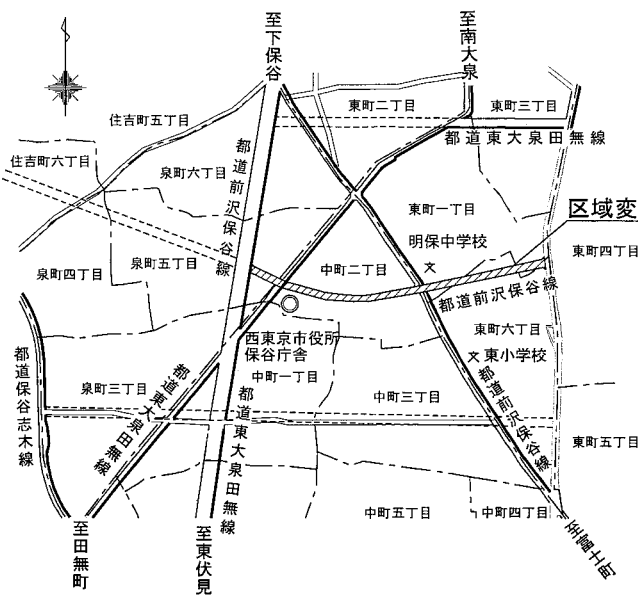 至下保谷
至南大泉
東町二丁目
東町三丁目
住吉町五丁目
都道東大泉田無線
住吉町六丁目
泉町六丁目
都道前沢保谷線
東町一丁目
区域変
明保中学校
東町四丁目
泉町四丁目
泉町五丁目
中町二丁目
文
都道前沢保谷線
西東京市役所
保谷庁舎
東町六丁目
文東小学校
都道保谷志木線
泉町三丁目
都道東大泉田無線
中町一丁目
都道東大泉田無線
中町三丁目
都道前沢保谷線
東町五丁目
中町五丁目
中町四丁目
至田無町
至東伏見
至富士町